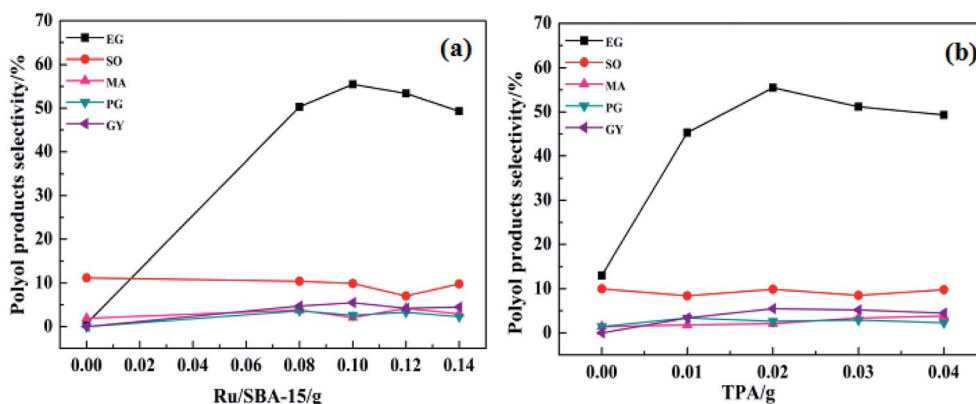 70
60
50
40
30
20
10
0
Polyol products selectivity/%
EG
SO
MA
PG
GY
(a)
0.00 0.02 0.04 0.06 0.08 0.10 0.12 0.14
Ru/SBA-15/g
70
60
50
40
30
20
10
0
Polyol products selectivity/%
EG
SO
MA
PG
GY
(b)
0.00 0.01 0.02 0.03 0.04
TPA/g